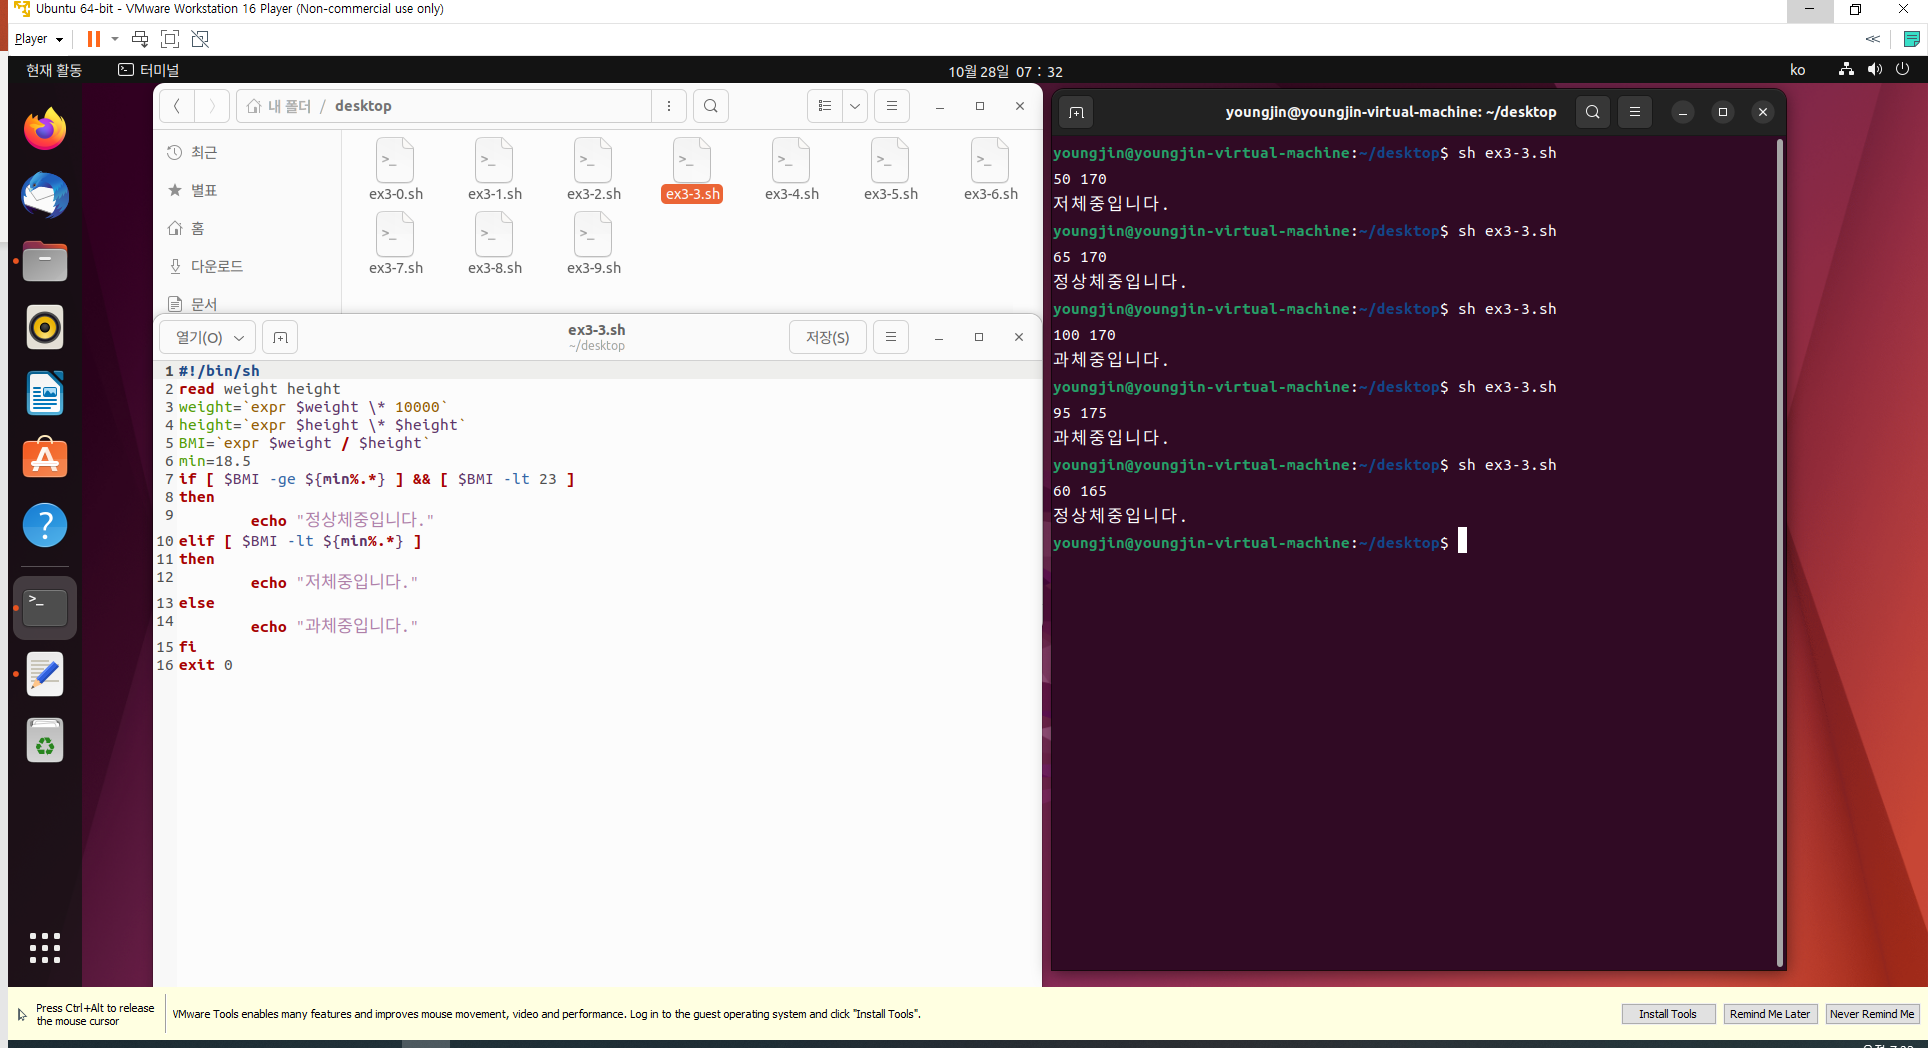 Ubuntu 64-bit - VMware Workstation 16 Player (Non-commercial use only)
Player
현재 활동
터미널
10월 28일 07 : 32
ko
내 폴더 / desktop
최근
별표
홈
다운로드
문서
ex3-0.sh
ex3-1.sh
ex3-2.sh
ex3-3.sh
ex3-4.sh
ex3-5.sh
ex3-6.sh
ex3-7.sh
ex3-8.sh
ex3-9.sh
열기(O)
ex3-3.sh
~/desktop
저장(S)
1 #!/bin/sh
2 read weight height
3 weight=`expr $weight \* 10000`
4 height=`expr $height \* $height`
5 BMI=`expr $weight / $height`
6 min=18.5
7 if [ $BMI -ge ${min%.*} ] && [ $BMI -lt 23 ]
8 then
9 echo "정상체중입니다."
10 elif [ $BMI -lt ${min%.*} ]
11 then
12 echo "저체중입니다."
13 else
14 echo "과체중입니다."
15 fi
16 exit 0
youngjin@youngjin-virtual-machine: ~/desktop
youngjin@youngjin-virtual-machine:~/desktop$ sh ex3-3.sh
50 170
저체중입니다.
youngjin@youngjin-virtual-machine:~/desktop$ sh ex3-3.sh
65 170
정상체중입니다.
youngjin@youngjin-virtual-machine:~/desktop$ sh ex3-3.sh
100 170
과체중입니다.
youngjin@youngjin-virtual-machine:~/desktop$ sh ex3-3.sh
95 175
과체중입니다.
youngjin@youngjin-virtual-machine:~/desktop$ sh ex3-3.sh
60 165
정상체중입니다.
youngjin@youngjin-virtual-machine:~/desktop$
Press Ctrl+Alt to release
the mouse cursor
VMware Tools enables many features and improves mouse movement, video and performance. Log in to the guest operating system and click "Install Tools".
Install Tools
Remind Me Later
Never Remind Me